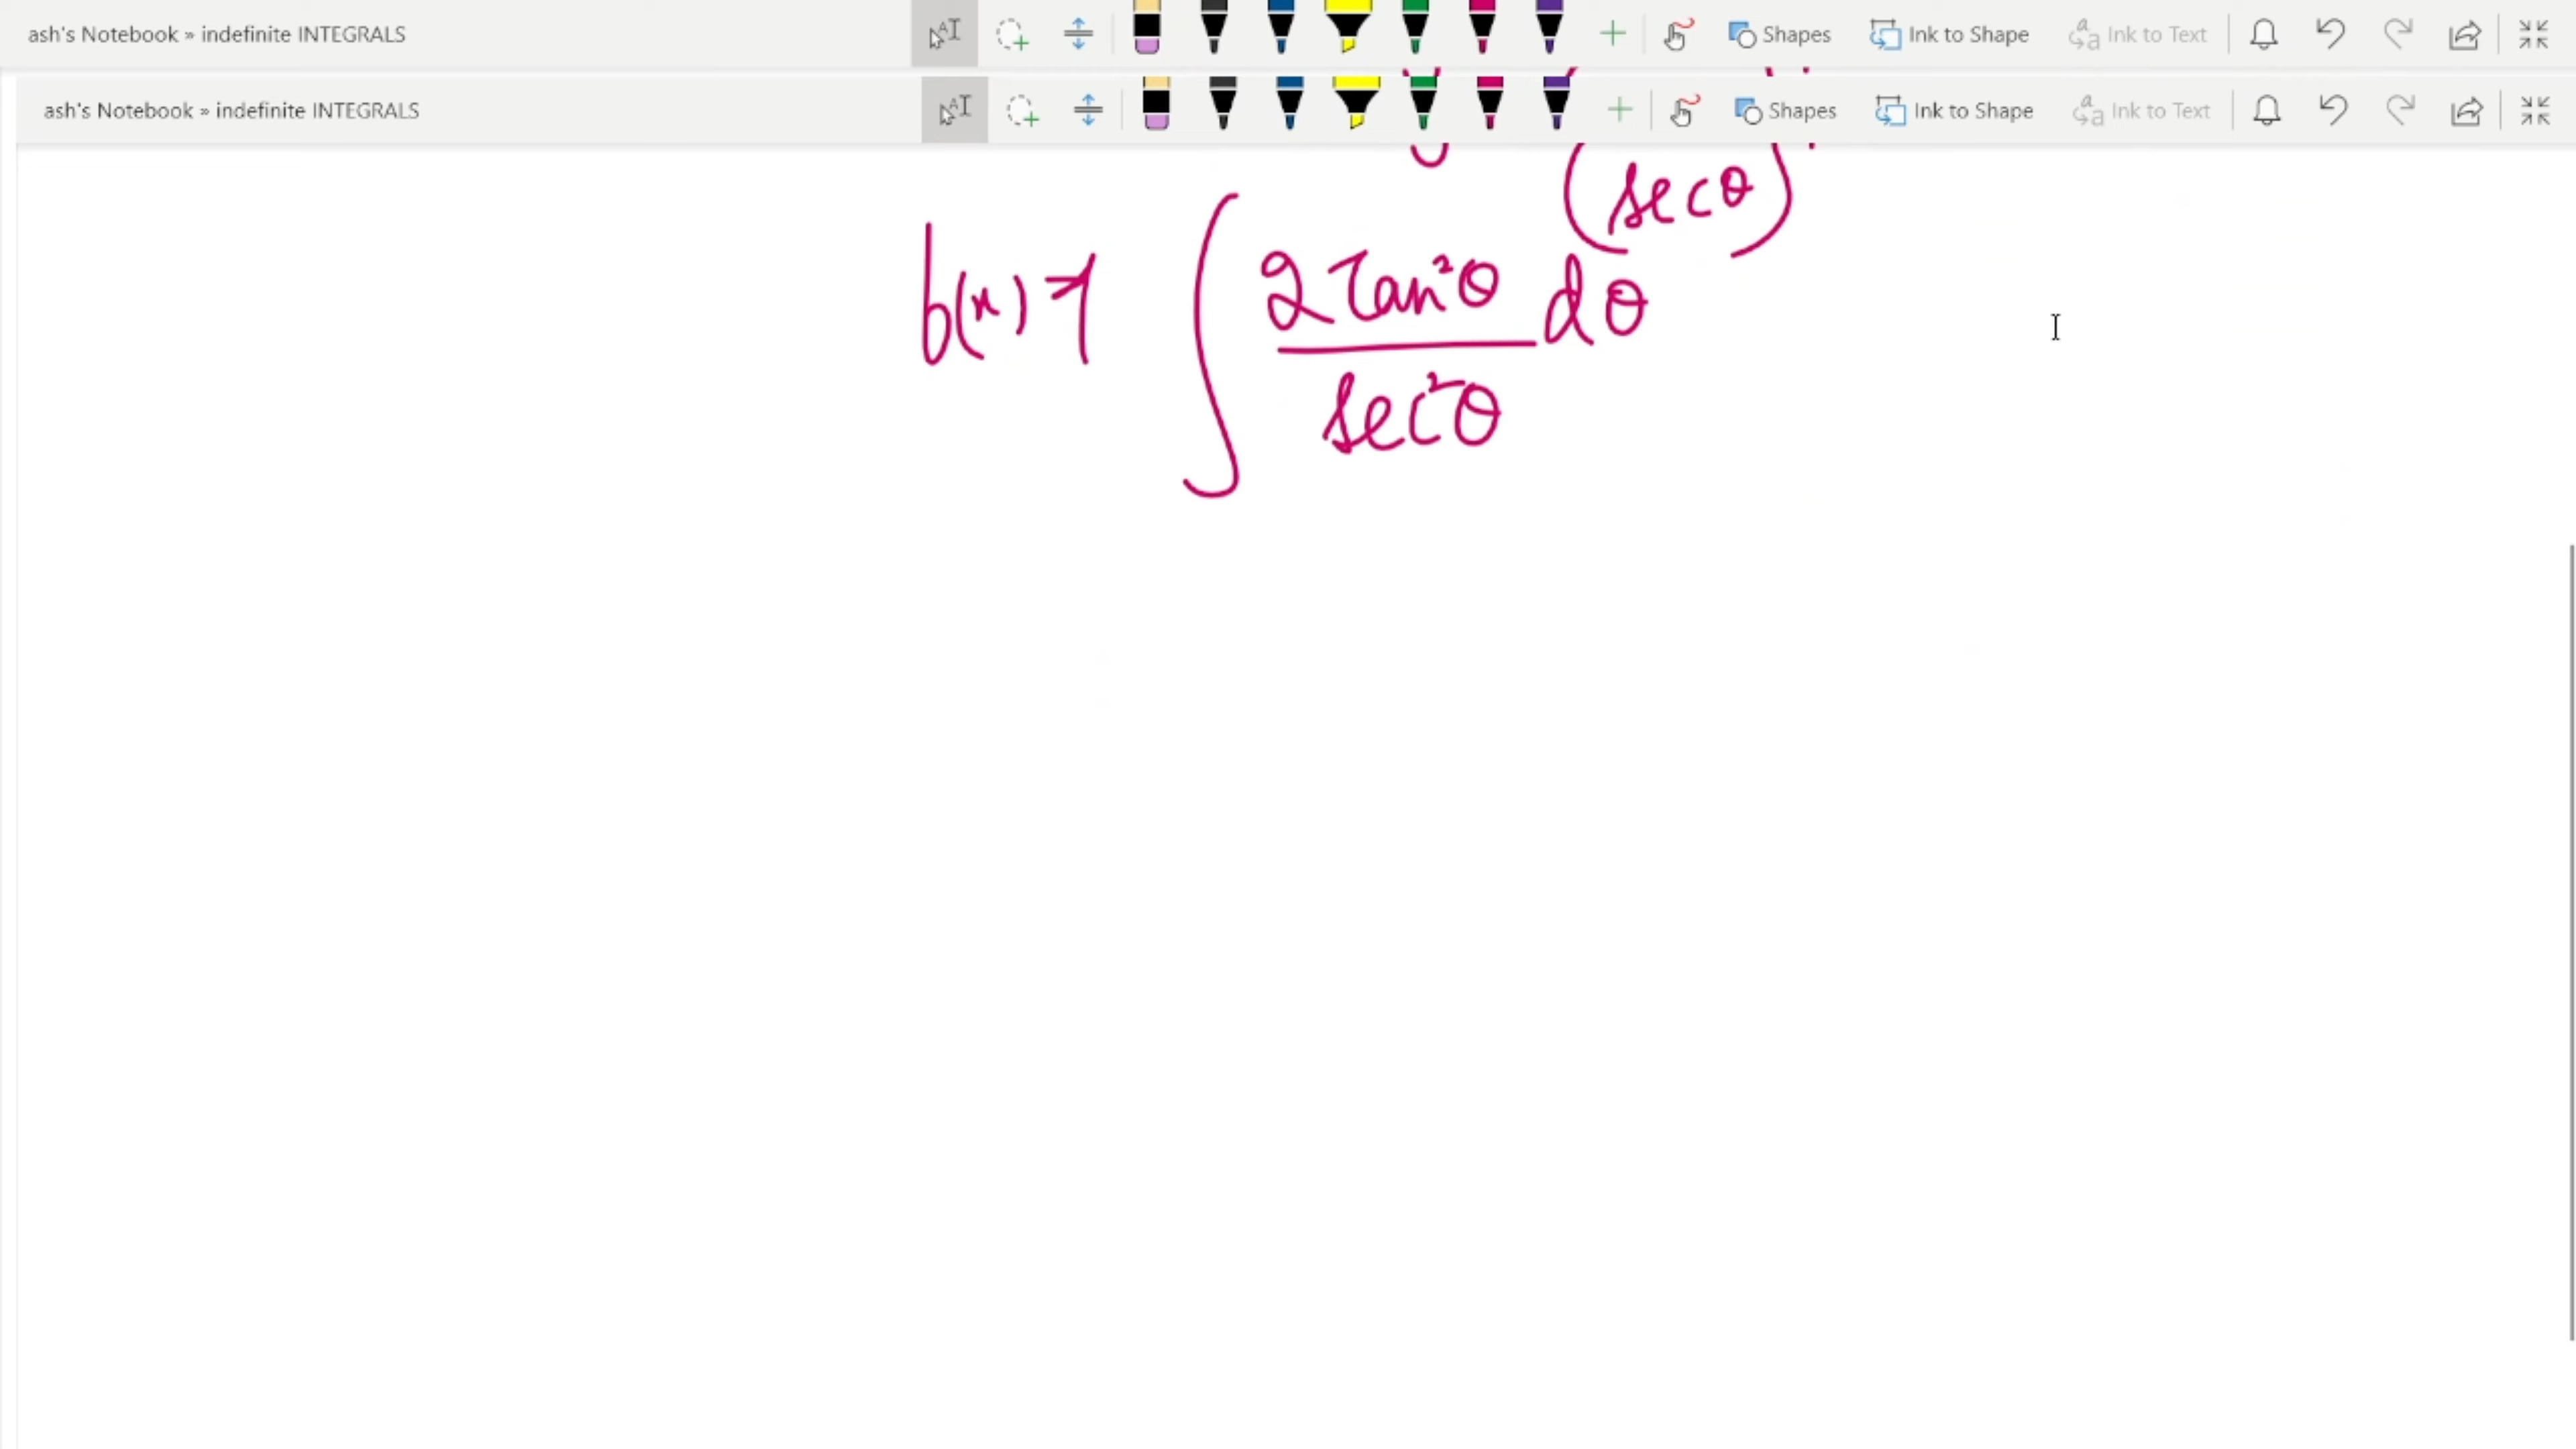 ash's Notebook » indefinite INTEGRALS Shapes Ink to Shape Ink to Text
ash's Notebook » indefinite INTEGRALS Shapes Ink to Shape Ink to Text
(secθ)
∫ 2Tan²θ dθ
sec²θ